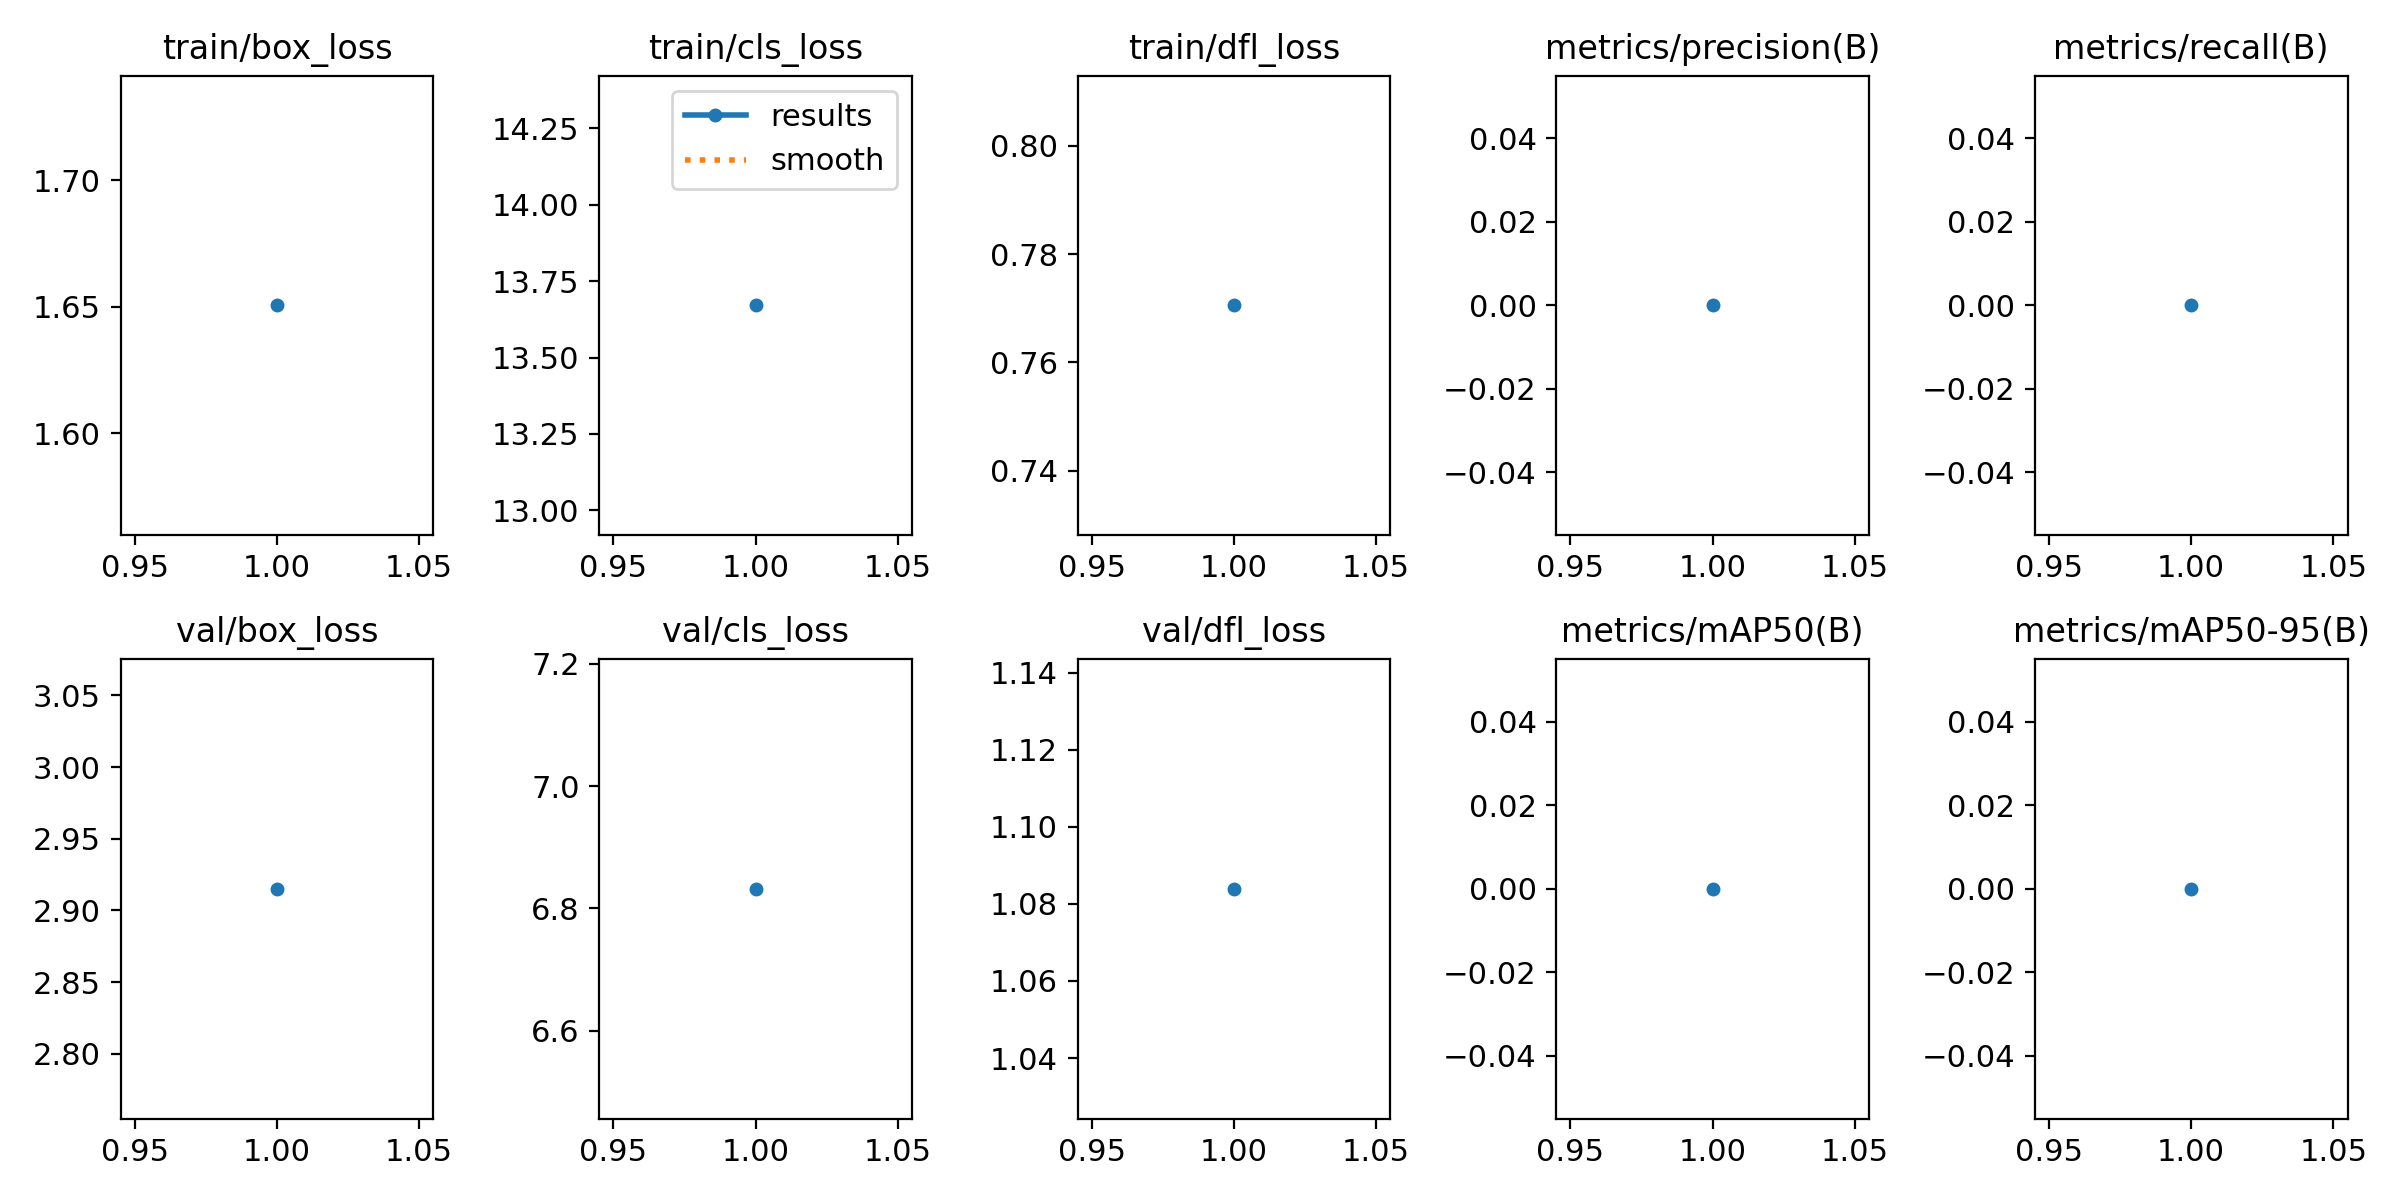 train/box_loss
train/cls_loss
train/dfl_loss
metrics/precision(B)
metrics/recall(B)
1.70
1.65
1.60
0.95 1.00 1.05
results
smooth
14.25
14.00
13.75
13.50
13.25
13.00
0.95 1.00 1.05
0.80
0.78
0.76
0.74
0.95 1.00 1.05
0.04
0.02
0.00
−0.02
−0.04
0.95 1.00 1.05
0.04
0.02
0.00
−0.02
−0.04
0.95 1.00 1.05
val/box_loss
val/cls_loss
val/dfl_loss
metrics/mAP50(B)
metrics/mAP50-95(B)
3.05
3.00
2.95
2.90
2.85
2.80
0.95 1.00 1.05
7.2
7.0
6.8
6.6
0.95 1.00 1.05
1.14
1.12
1.10
1.08
1.06
1.04
0.95 1.00 1.05
0.04
0.02
0.00
−0.02
−0.04
0.95 1.00 1.05
0.04
0.02
0.00
−0.02
−0.04
0.95 1.00 1.05